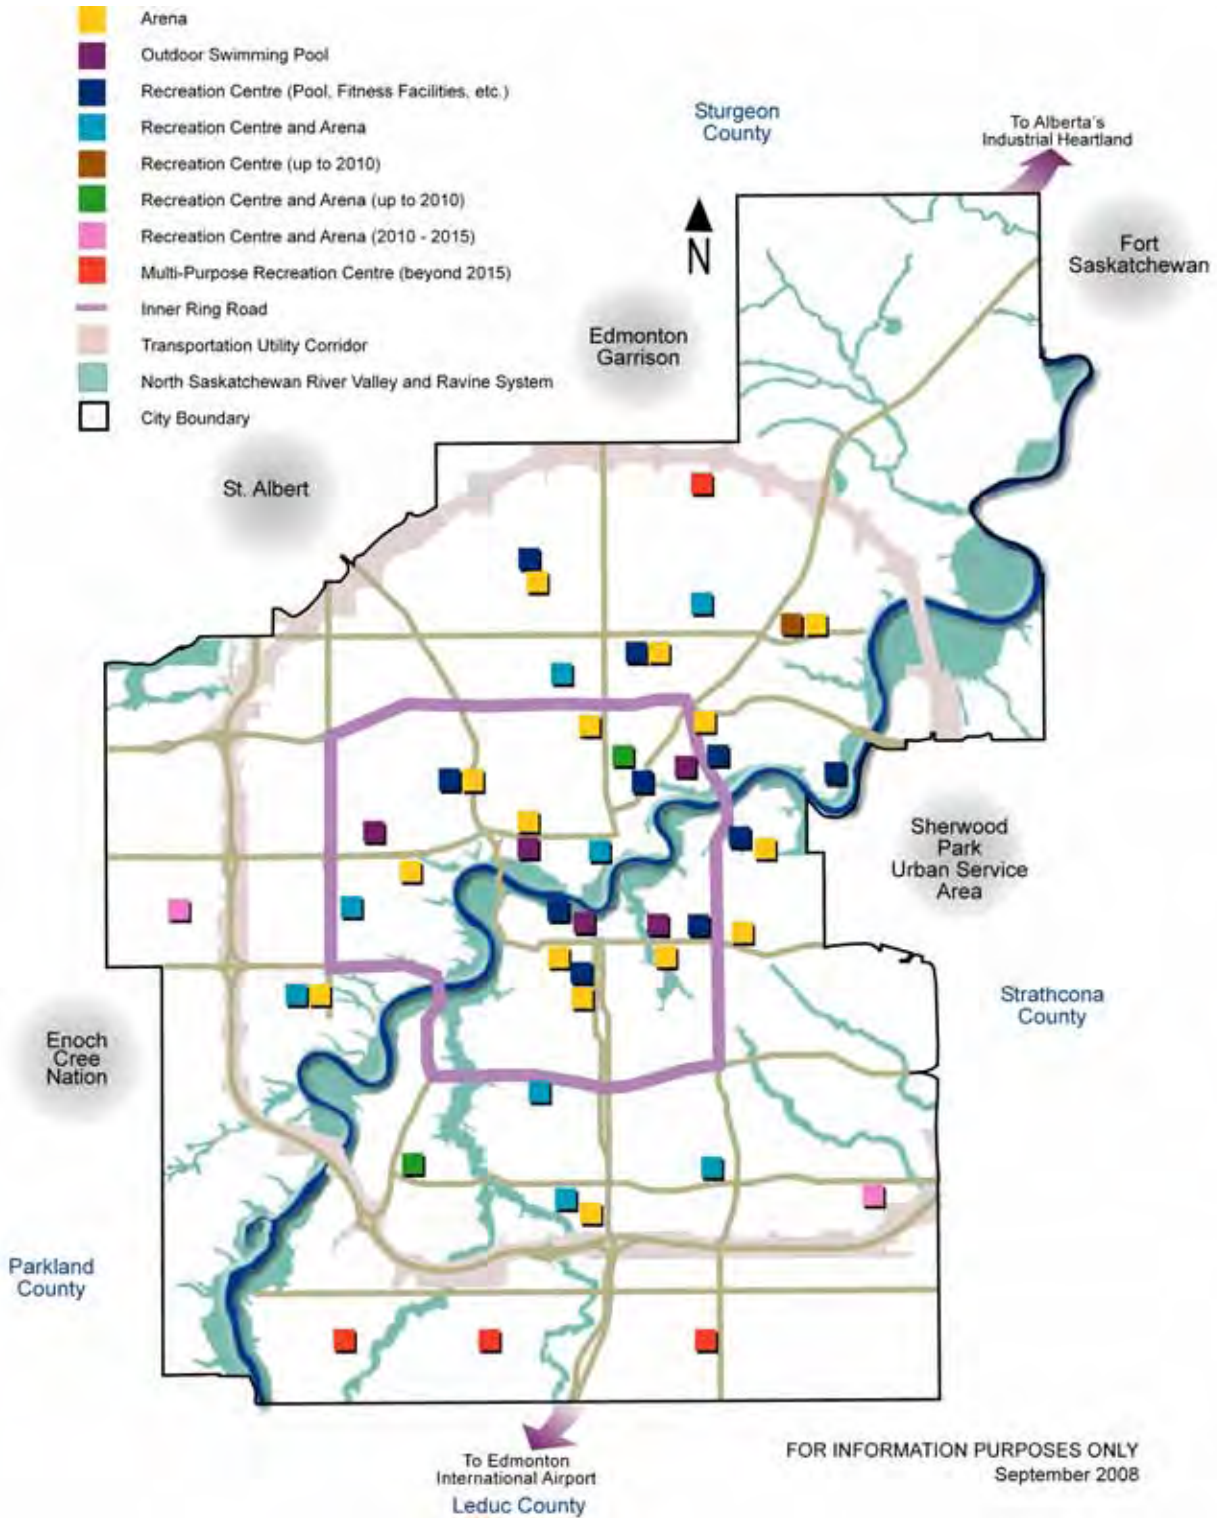 Arena
Outdoor Swimming Pool
Recreation Centre (Pool, Fitness Facilities, etc.)
Recreation Centre and Arena
Recreation Centre (up to 2010)
Recreation Centre and Arena (up to 2010)
Recreation Centre and Arena (2010 - 2015)
Multi-Purpose Recreation Centre (beyond 2015)
Inner Ring Road
Transportation Utility Corridor
North Saskatchewan River Valley and Ravine System
City Boundary
Sturgeon
County
To Alberta's
Industrial Heartland
N
Fort
Saskatchewan
Edmonton
Garrison
St. Albert
Sherwood
Park
Urban Service
Area
Strathcona
County
Enoch
Cree
Nation
Parkland
County
To Edmonton
International Airport
Leduc County
FOR INFORMATION PURPOSES ONLY
September 2008